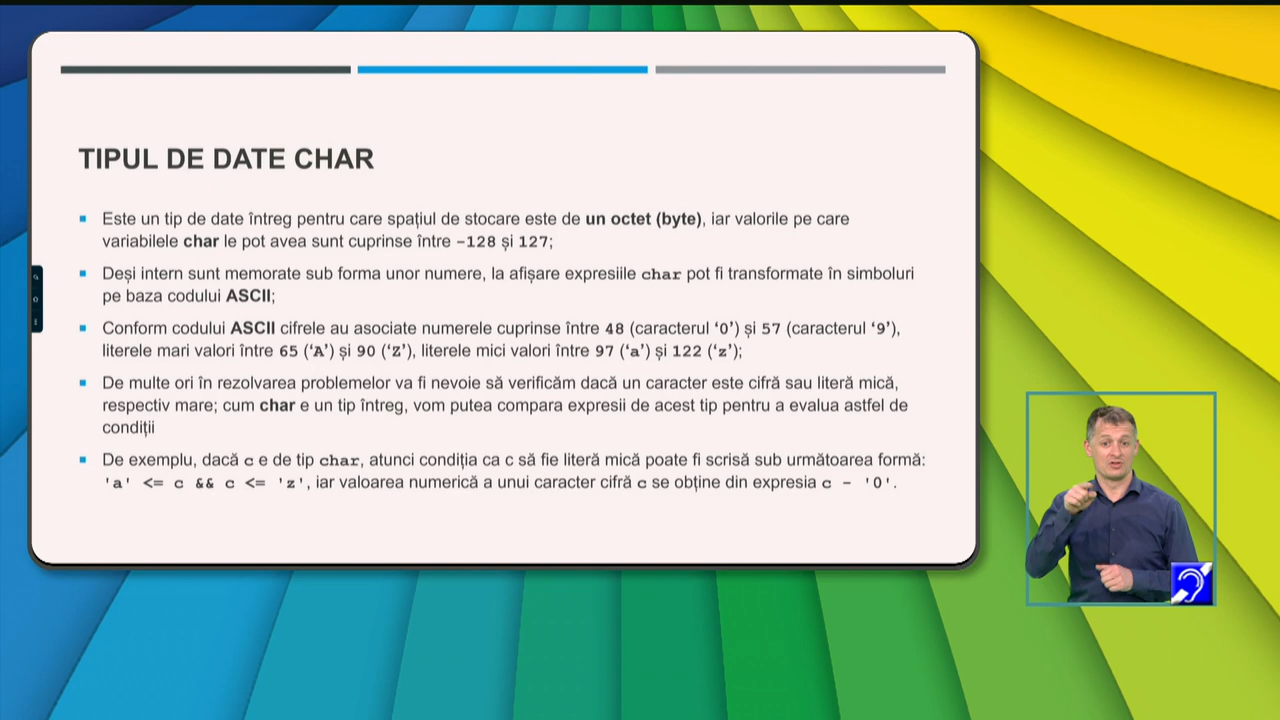 TIPUL DE DATE CHAR
Este un tip de date întreg pentru care spațiul de stocare este de un octet (byte), iar valorile pe care
variabilele char le pot avea sunt cuprinse între −128 și 127;
Deși intern sunt memorate sub forma unor numere, la afișare expresiile char pot fi transformate în simboluri
pe baza codului ASCII;
Conform codului ASCII cifrele au asociate numerele cuprinse între 48 (caracterul ‘0’) și 57 (caracterul ‘9’),
literele mari valori între 65 (‘A’) și 90 (‘Z’), literele mici valori între 97 (‘a’) și 122 (‘z’);
De multe ori în rezolvarea problemelor va fi nevoie să verificăm dacă un caracter este cifră sau literă mică,
respectiv mare; cum char e un tip întreg, vom putea compara expresii de acest tip pentru a evalua astfel de
condiții
De exemplu, dacă c e de tip char, atunci condiția ca c să fie literă mică poate fi scrisă sub următoarea formă:
'a' <= c && c <= 'z', iar valoarea numerică a unui caracter cifră c se obține din expresia c - '0'.